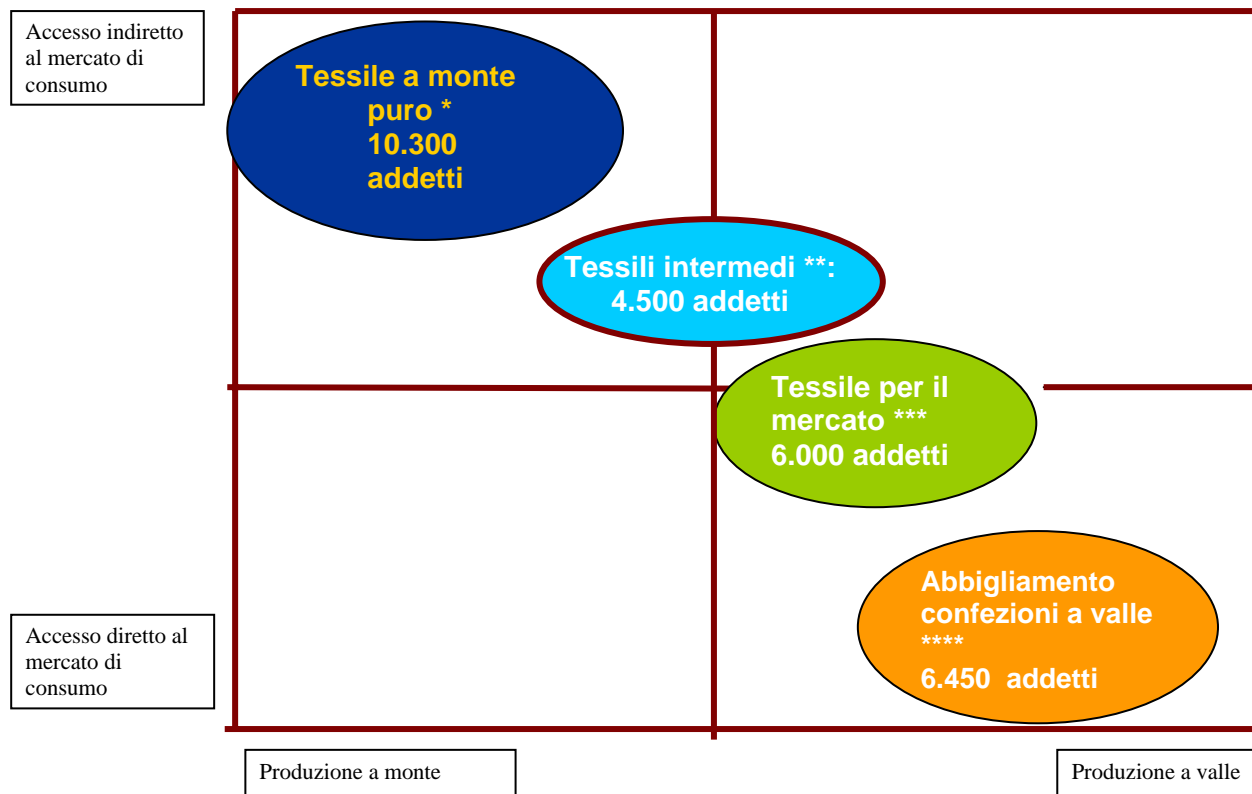 Accesso indiretto
al mercato di
consumo
Tessile a monte
puro *
10.300
addetti
Tessili intermedi **:
4.500 addetti
Tessile per il
mercato ***
6.000 addetti
Abbigliamento
confezioni a valle
****
6.450 addetti
Accesso diretto al
mercato di
consumo
Produzione a monte
Produzione a valle